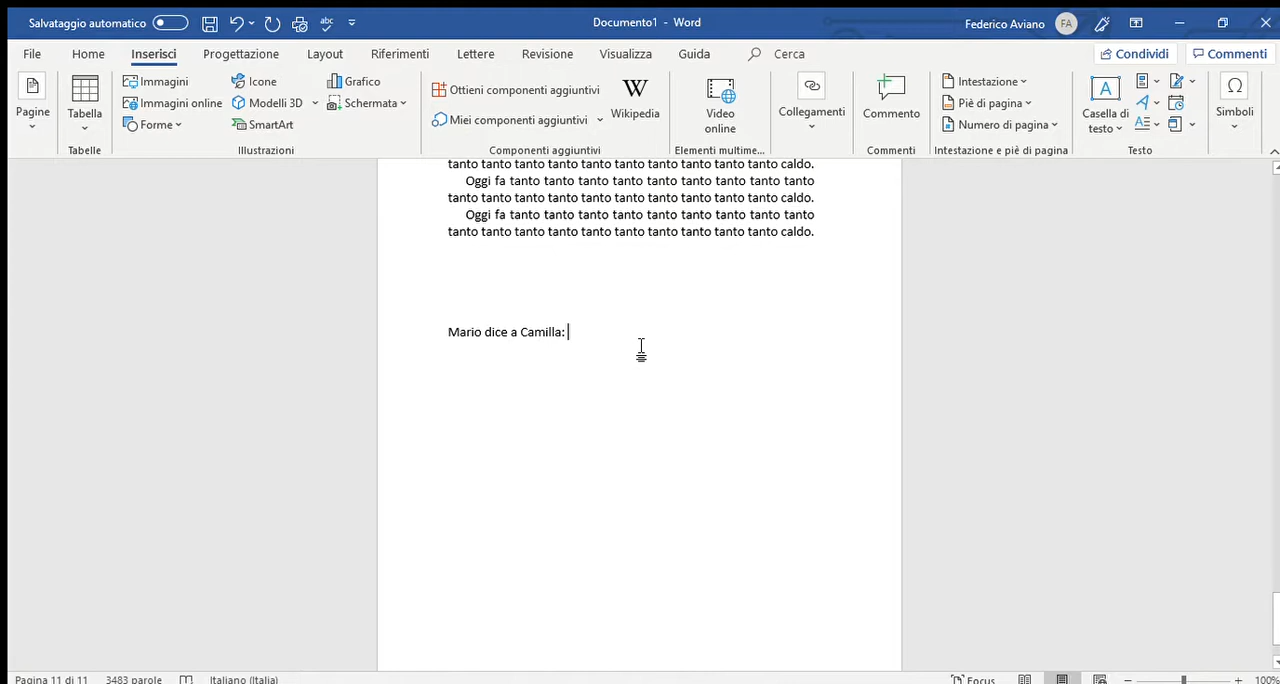 Salvataggio automatico Documento1 - Word Federico Aviano FA
File Home Inserisci Progettazione Layout Riferimenti Lettere Revisione Visualizza Guida Cerca Condividi Commenti
Pagine
Tabella
Tabelle
Immagini
Immagini online
Forme
Icone
Modelli 3D
SmartArt
Grafico
Schermata
Illustrazioni
Ottieni componenti aggiuntivi
Miei componenti aggiuntivi
Wikipedia
Componenti aggiuntivi
Video
online
Elementi multime...
Collegamenti
Commento
Commenti
Intestazione
Piè di pagina
Numero di pagina
Intestazione e piè di pagina
Casella di
testo
Testo
Simboli
tanto tanto tanto tanto tanto tanto tanto tanto tanto tanto caldo.
Oggi fa tanto tanto tanto tanto tanto tanto tanto tanto tanto
tanto tanto tanto tanto tanto tanto tanto tanto tanto tanto caldo.
Oggi fa tanto tanto tanto tanto tanto tanto tanto tanto tanto
tanto tanto tanto tanto tanto tanto tanto tanto tanto tanto caldo.
Mario dice a Camilla:
Pagina 11 di 11 3483 parole Italiano (Italia) Focus 100%